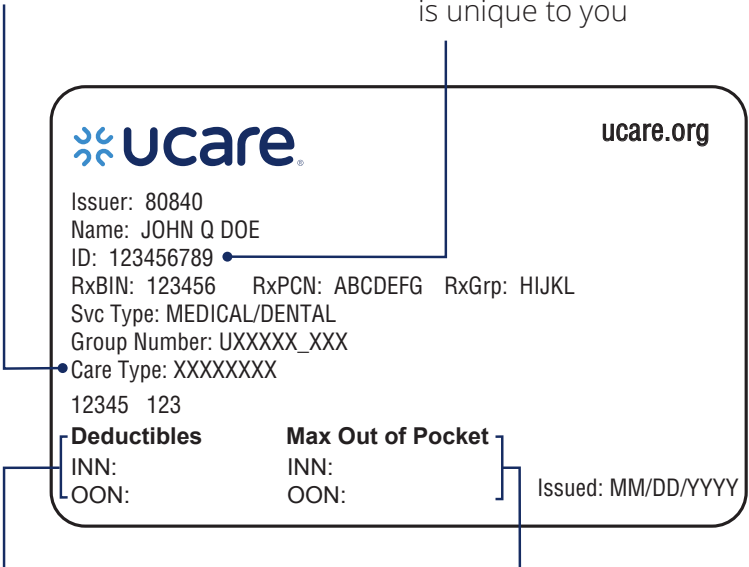 is unique to you
ucare®
ucare.org
Issuer: 80840
Name: JOHN Q DOE
ID: 123456789
RxBIN: 123456 RxPCN: ABCDEFG RxGrp: HIJKL
Svc Type: MEDICAL/DENTAL
Group Number: UXXXXX_XXX
Care Type: XXXXXXXX
12345 123
Deductibles Max Out of Pocket
INN: INN:
OON: OON:
Issued: MM/DD/YYYY